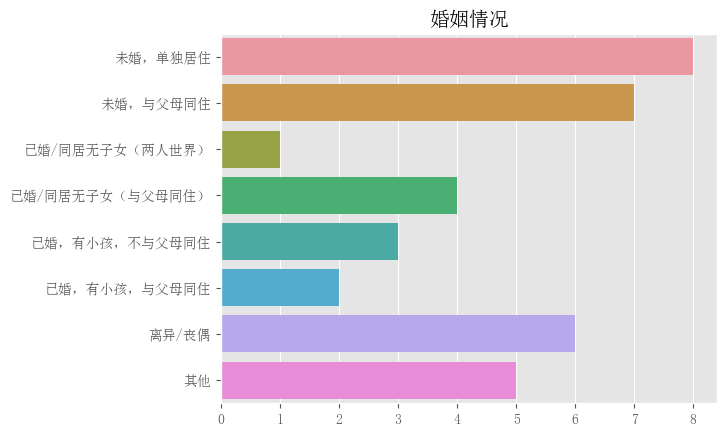 婚姻情况
未婚，单独居住
未婚，与父母同住
已婚/同居无子女（两人世界）
已婚/同居无子女（与父母同住）
已婚，有小孩，不与父母同住
已婚，有小孩，与父母同住
离异/丧偶
其他
0 1 2 3 4 5 6 7 8